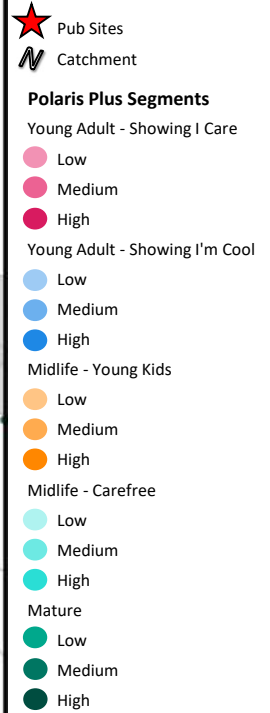 Pub Sites
Catchment
Polaris Plus Segments
Young Adult - Showing I Care
Low
Medium
High
Young Adult - Showing I'm Cool
Low
Medium
High
Midlife - Young Kids
Low
Medium
High
Midlife - Carefree
Low
Medium
High
Mature
Low
Medium
High